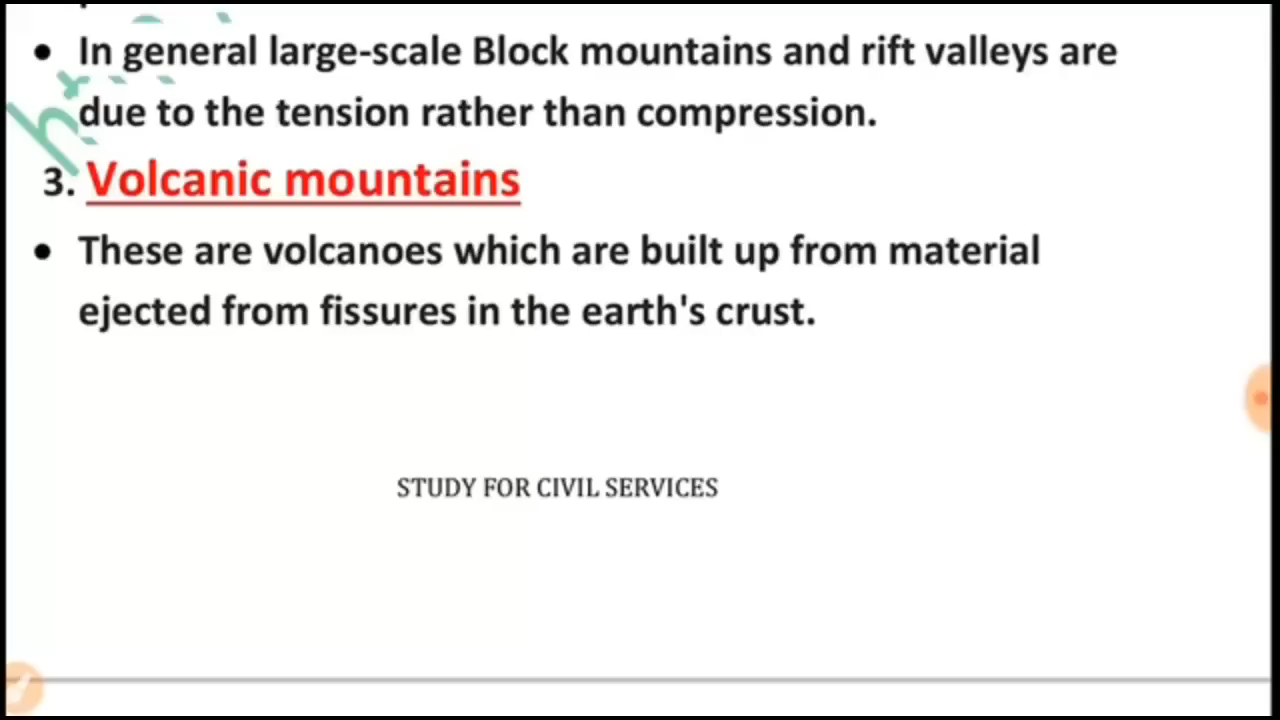 • In general large-scale Block mountains and rift valleys are
due to the tension rather than compression.
3. Volcanic mountains
• These are volcanoes which are built up from material
ejected from fissures in the earth's crust.
STUDY FOR CIVIL SERVICES